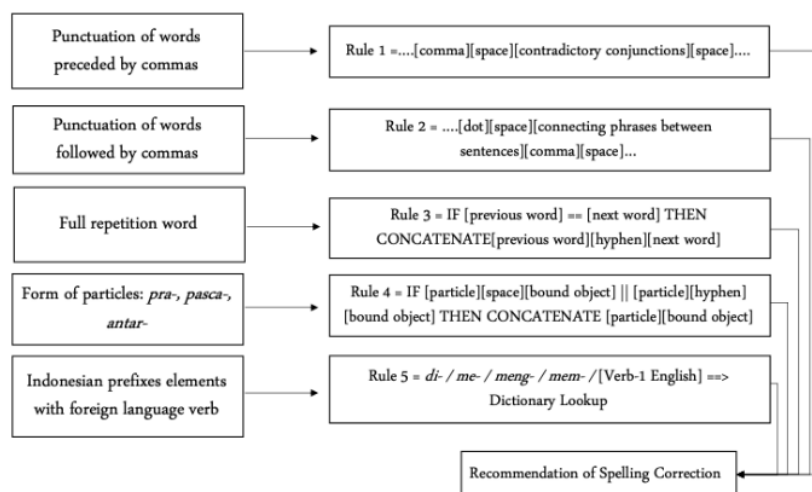 Punctuation of words
preceded by commas
Rule 1 =....[comma][space][contradictory conjunctions][space]....
Punctuation of words
followed by commas
Rule 2 = ....[dot][space][connecting phrases between
sentences][comma][space]...
Full repetition word
Rule 3 = IF [previous word] == [next word] THEN
CONCATENATE[previous word][hyphen][next word]
Form of particles: pra-, pasca-,
antar-
Rule 4 = IF [particle][space][bound object] || [particle][hyphen]
[bound object] THEN CONCATENATE [particle][bound object]
Indonesian prefixes elements
with foreign language verb
Rule 5 = di- / me- / meng- / mem- /[Verb-1 English] ==>
Dictionary Lookup
Recommendation of Spelling Correction